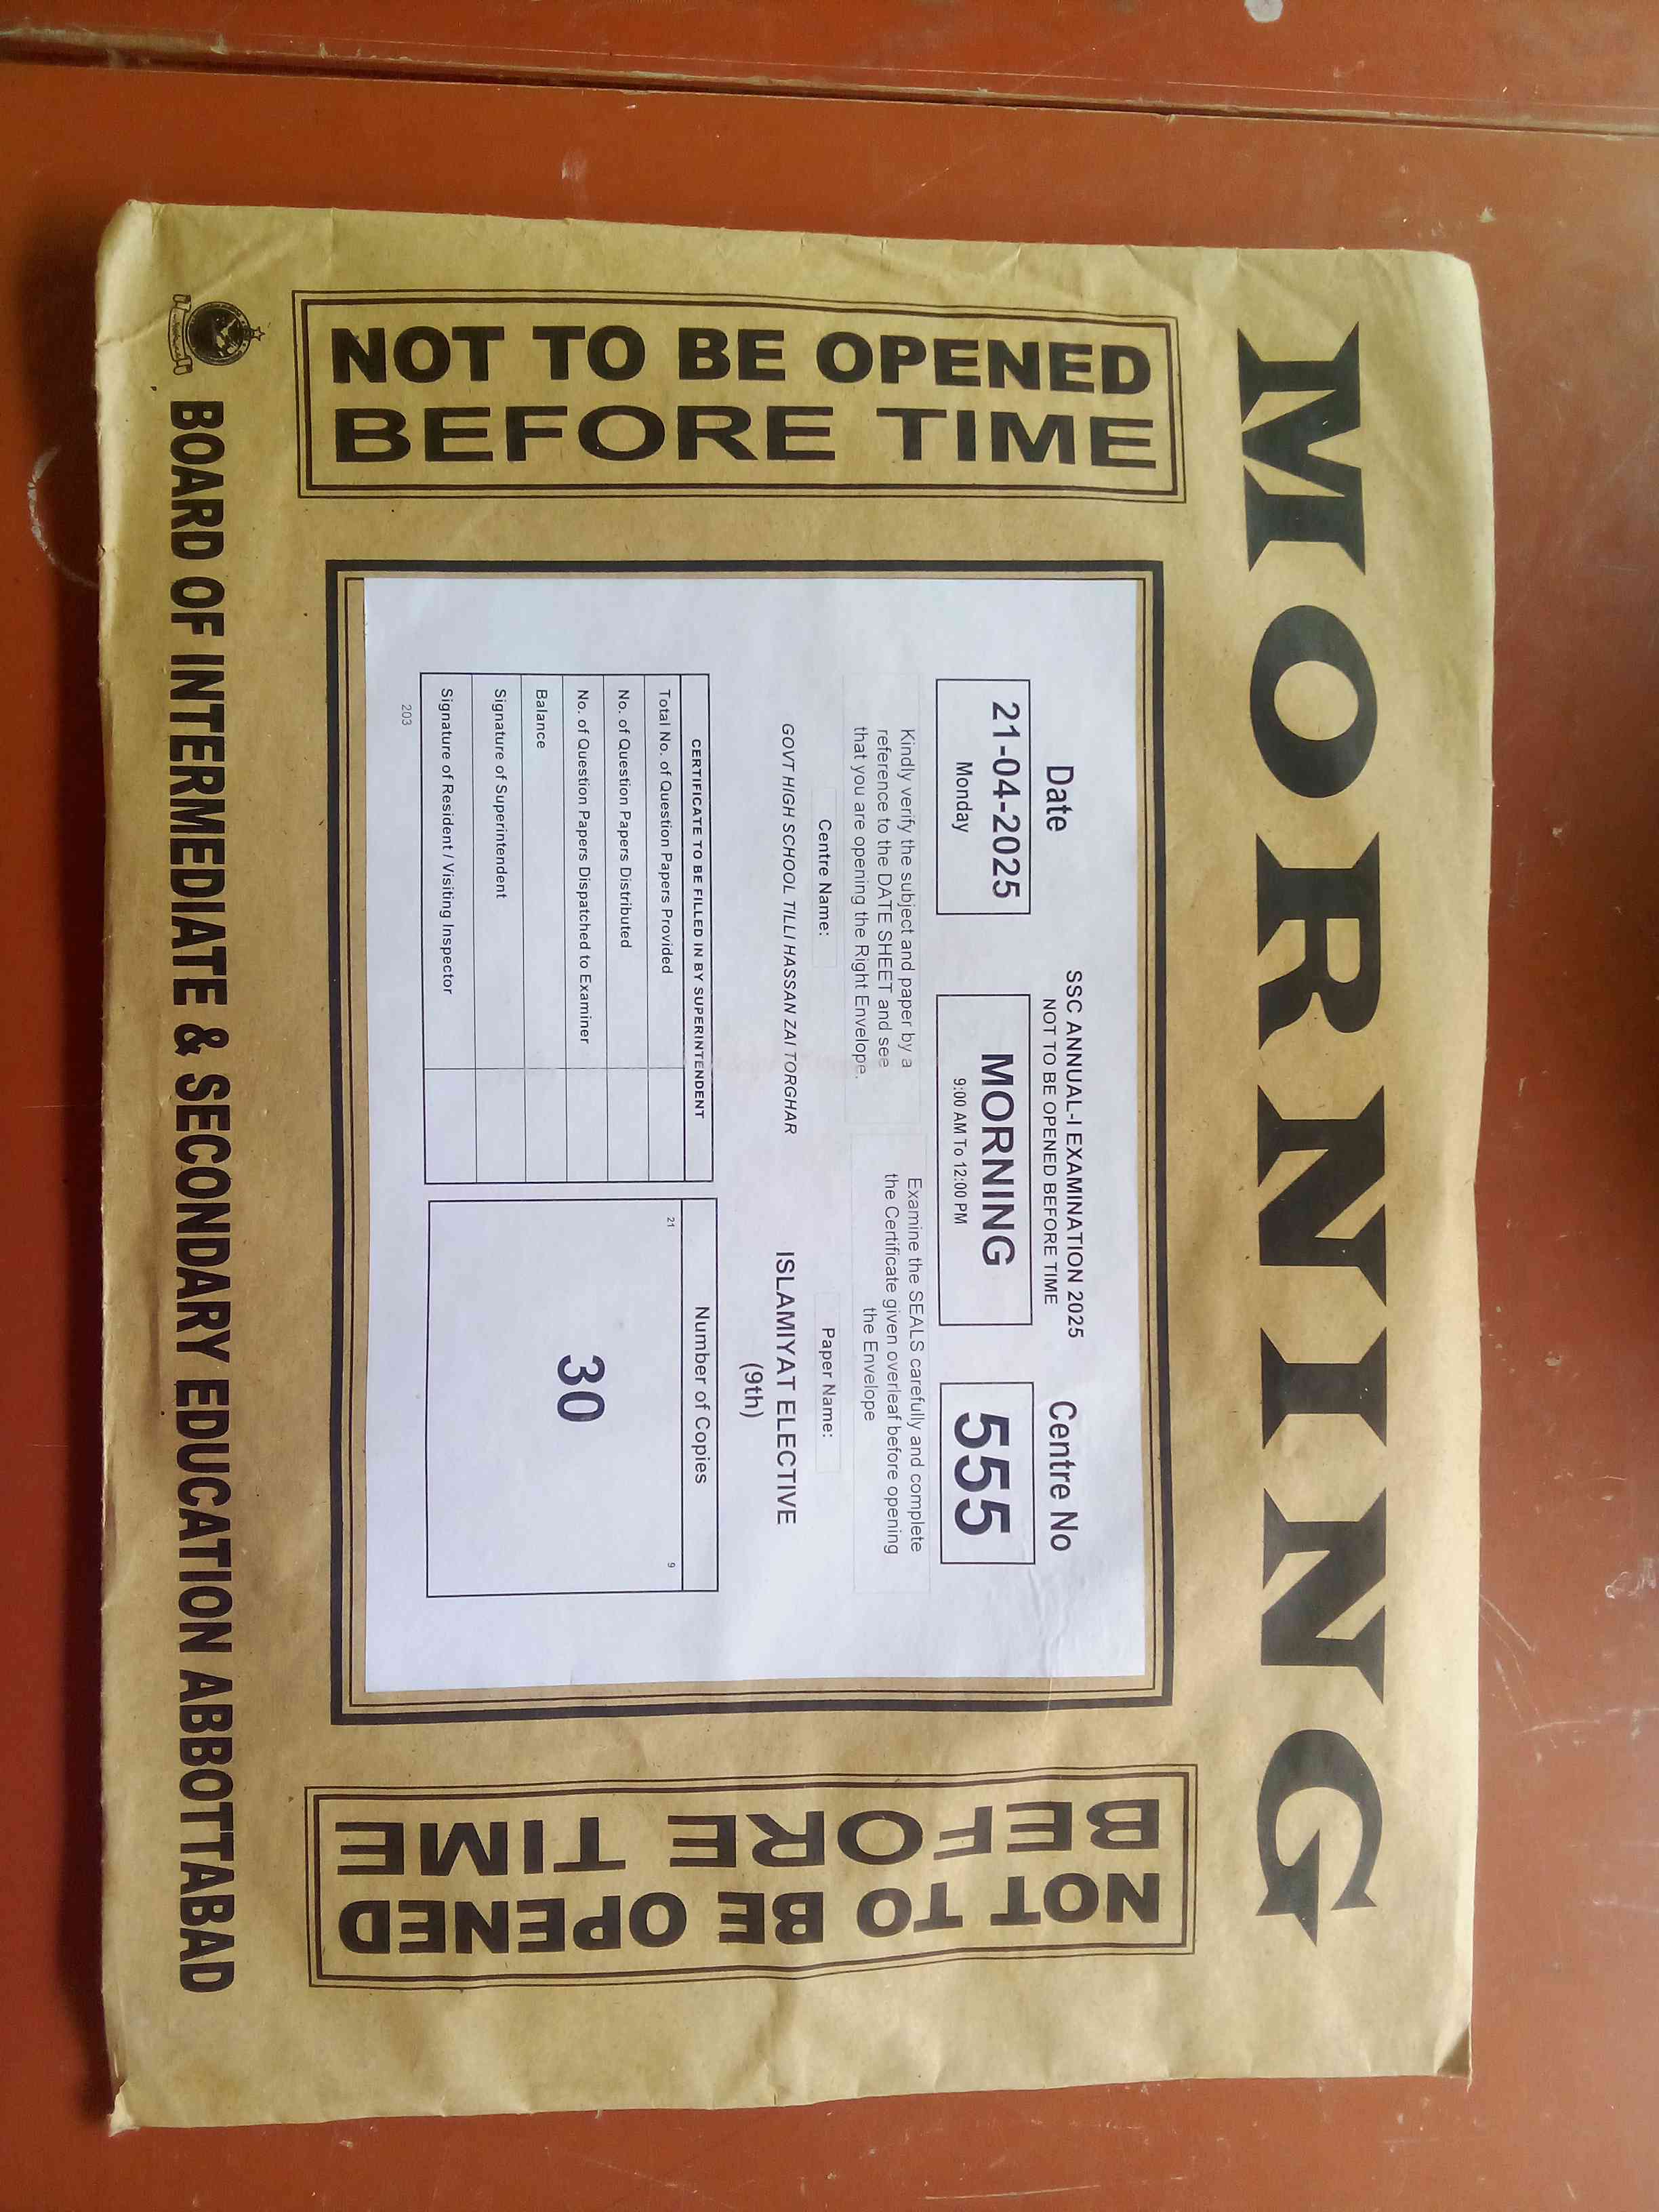 MORNING
NOT TO BE OPENED
BEFORE TIME
SSC ANNUAL-I EXAMINATION 2025
NOT TO BE OPENED BEFORE TIME
Date
21-04-2025
Monday
MORNING
9:00 AM To 12:00 PM
Centre No
555
Kindly verify the subject and paper by a
reference to the DATE SHEET and see
that you are opening the Right Envelope.
Examine the SEALS carefully and complete
the Certificate given overleaf before opening
the Envelope
Centre Name:
GOVT HIGH SCHOOL TILLI HASSAN ZAI TORGHAR
Paper Name:
ISLAMIYAT ELECTIVE
(9th)
CERTIFICATE TO BE FILLED IN BY SUPERINTENDENT
Total No. of Question Papers Provided
No. of Question Papers Distributed
No. of Question Papers Dispatched to Examiner
Balance
Signature of Superintendent
Signature of Resident / Visiting Inspector
Number of Copies
21
9
30
203
NOT TO BE OPENED
BEFORE TIME
BOARD OF INTERMEDIATE & SECONDARY EDUCATION ABBOTTABAD